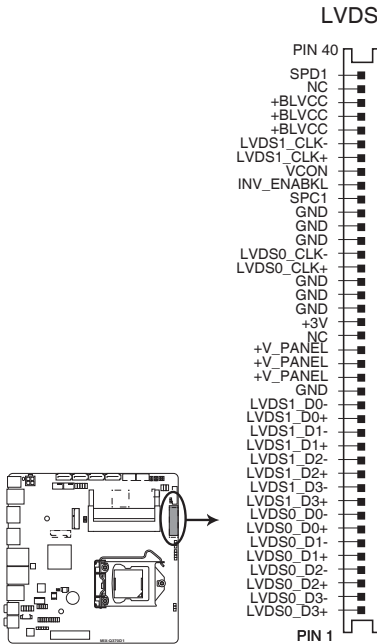 LVDS
PIN 40
SPD1
NC
+BLVCC
+BLVCC
+BLVCC
LVDS1_CLK-
LVDS1_CLK+
VCON
INV_ENABKL
SPC1
GND
GND
GND
LVDS0_CLK-
LVDS0_CLK+
GND
GND
GND
+3V
NC
+V_PANEL
+V_PANEL
+V_PANEL
GND
LVDS1_D0-
LVDS1_D0+
LVDS1_D1-
LVDS1_D1+
LVDS1_D2-
LVDS1_D2+
LVDS1_D3-
LVDS1_D3+
LVDS0_D0-
LVDS0_D0+
LVDS0_D1-
LVDS0_D1+
LVDS0_D2-
LVDS0_D2+
LVDS0_D3-
LVDS0_D3+
PIN 1